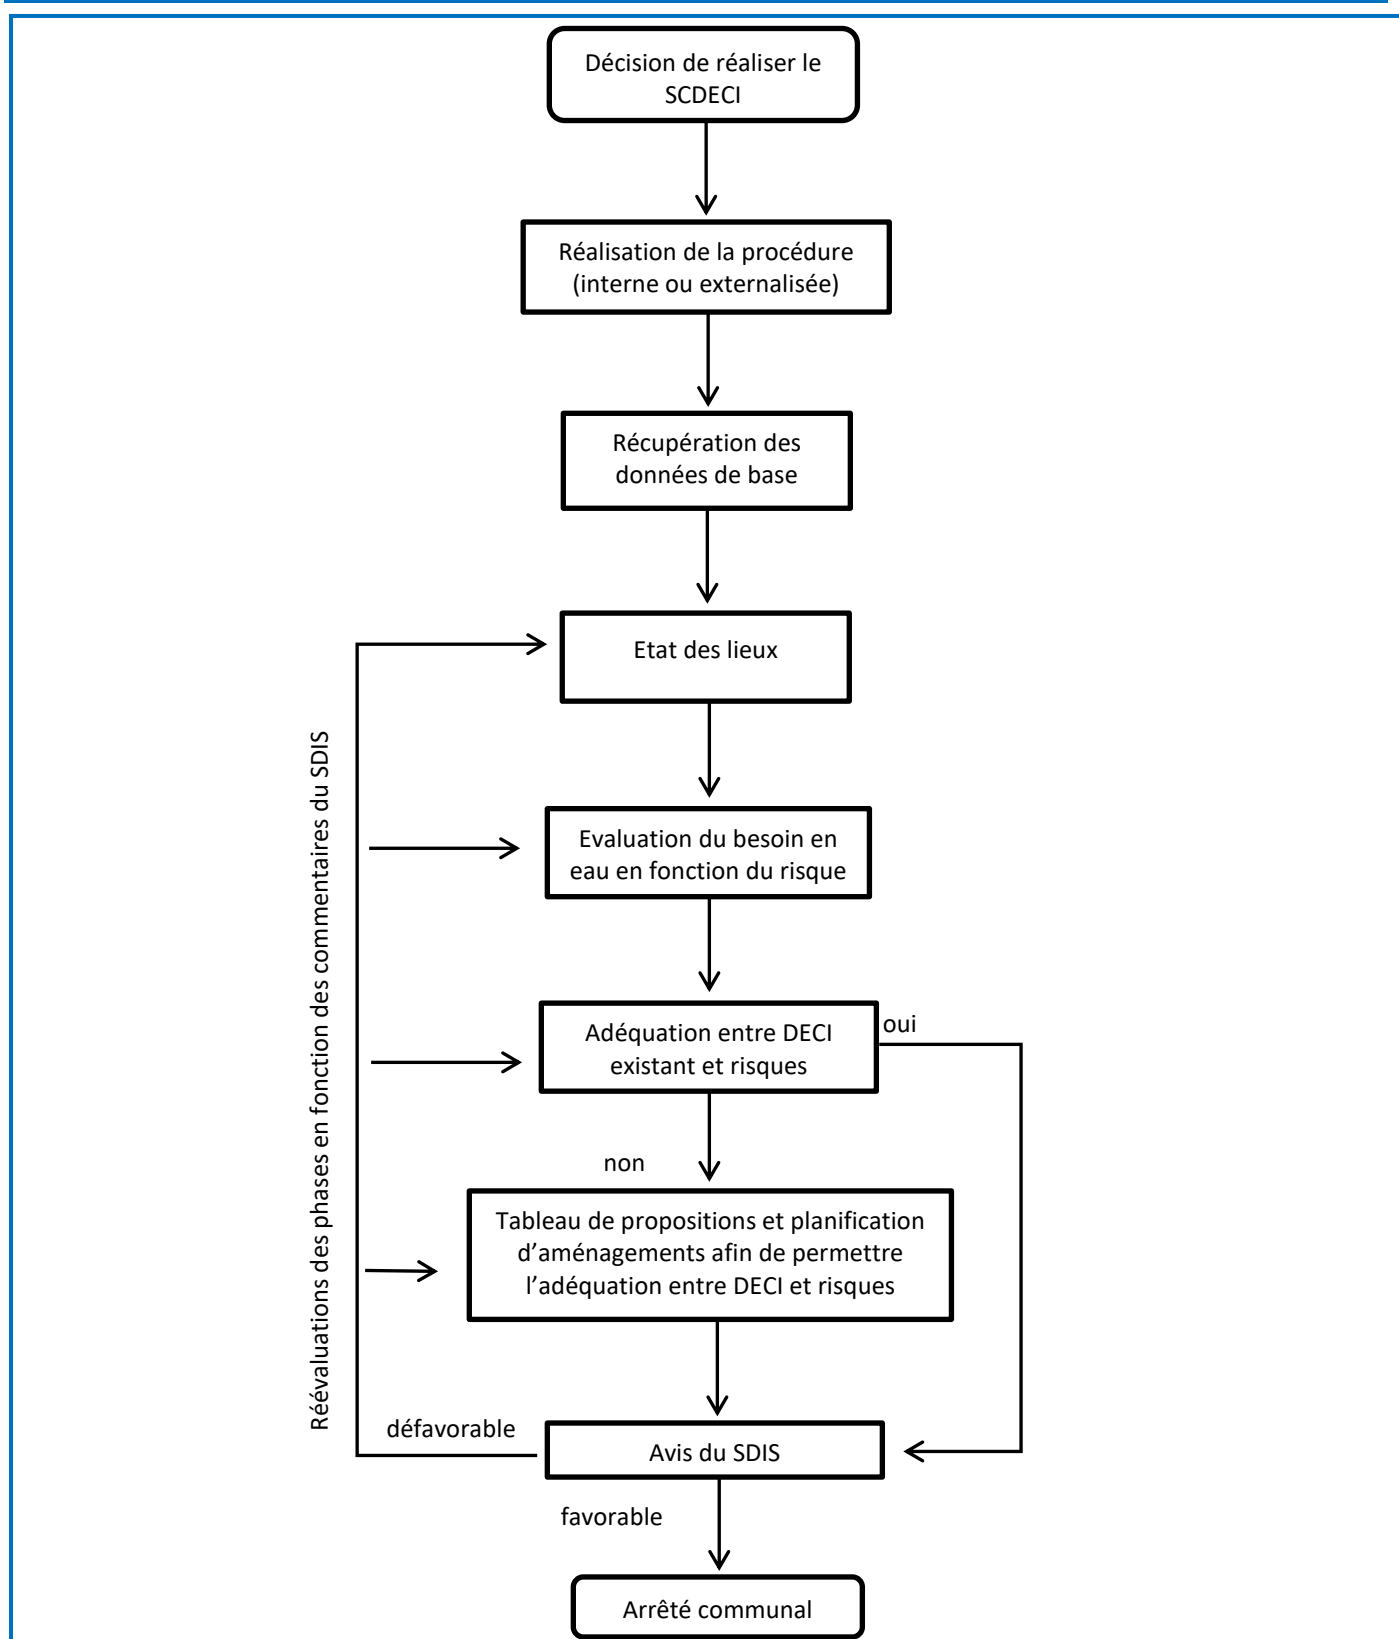 Décision de réaliser le
SCDECI
Réalisation de la procédure
(interne ou externalisée)
Récupération des
données de base
Etat des lieux
Réévaluations des phases en fonction des commentaires du SDIS
Evaluation du besoin en
eau en fonction du risque
Adéquation entre DECI
existant et risques
oui
non
Tableau de propositions et planification
d’aménagements afin de permettre
l’adéquation entre DECI et risques
défavorable
Avis du SDIS
favorable
Arrêté communal